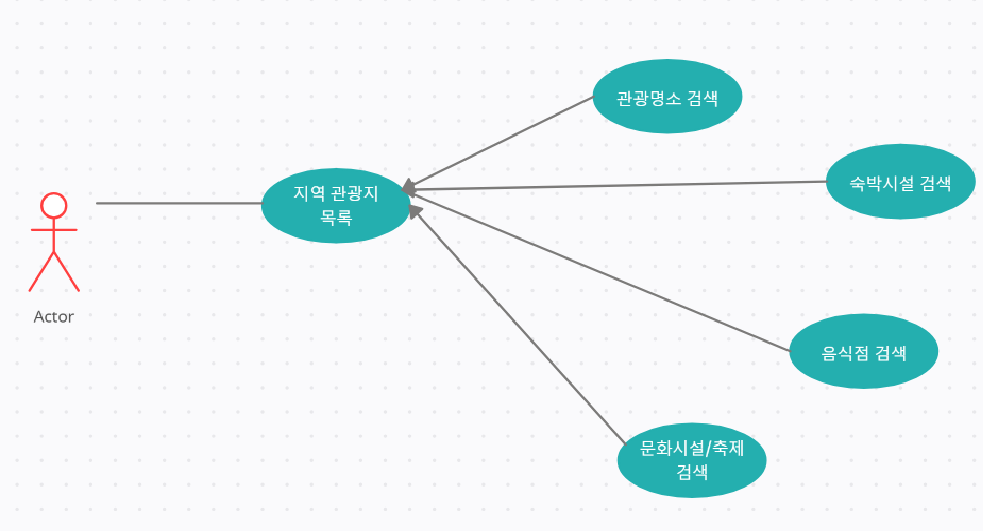 관광명소 검색
숙박시설 검색
지역 관광지
목록
Actor
음식점 검색
문화시설/축제
검색